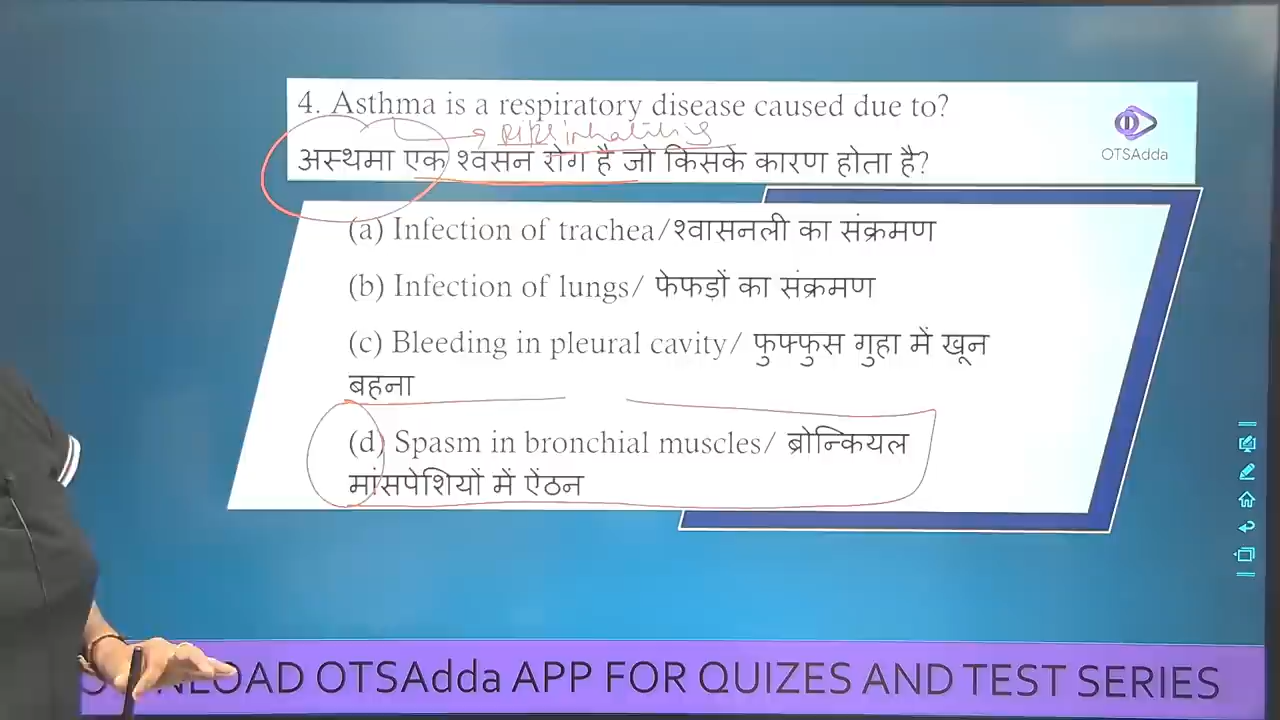 4. Asthma is a respiratory disease caused due to?
अस्थमा एक श्वसन रोग है जो किसके कारण होता है?
OTSAdda
(a) Infection of trachea/श्वासनली का संक्रमण
(b) Infection of lungs/ फेफड़ों का संक्रमण
(c) Bleeding in pleural cavity/ फुफ्फुस गुहा में खून
बहना
(d) Spasm in bronchial muscles/ ब्रोन्कियल
मांसपेशियों में ऐंठन
OTSAdda APP FOR QUIZES AND TEST SERIES